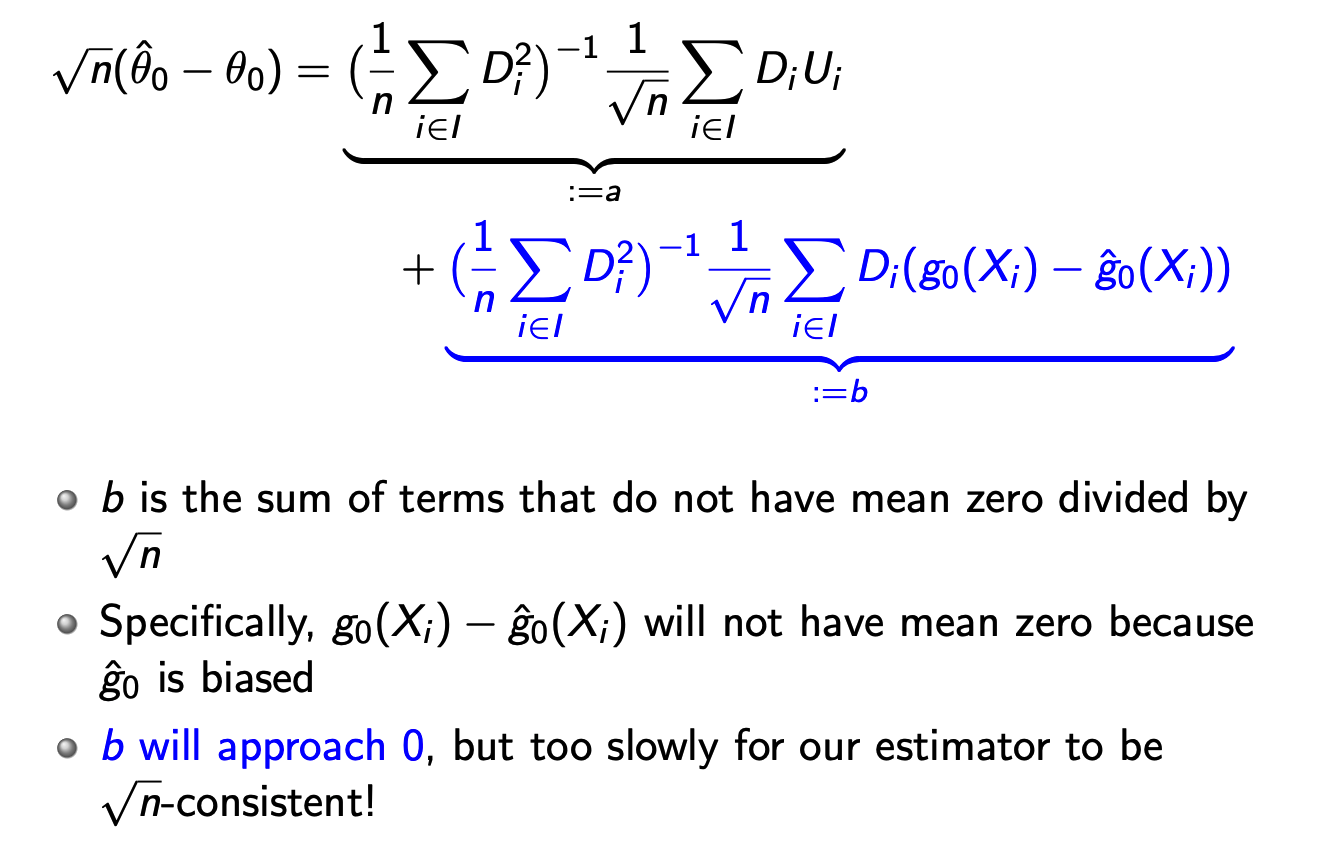 √n(θ̂₀ − θ₀) = (1/n ∑_{i∈I} D_i²)⁻¹ 1/√n ∑_{i∈I} D_i U_i
:=a
+ (1/n ∑_{i∈I} D_i²)⁻¹ 1/√n ∑_{i∈I} D_i(g₀(X_i) − ĝ₀(X_i))
:=b
b is the sum of terms that do not have mean zero divided by
√n
Specifically, g₀(X_i) − ĝ₀(X_i) will not have mean zero because
ĝ₀ is biased
b will approach 0, but too slowly for our estimator to be
√n-consistent!